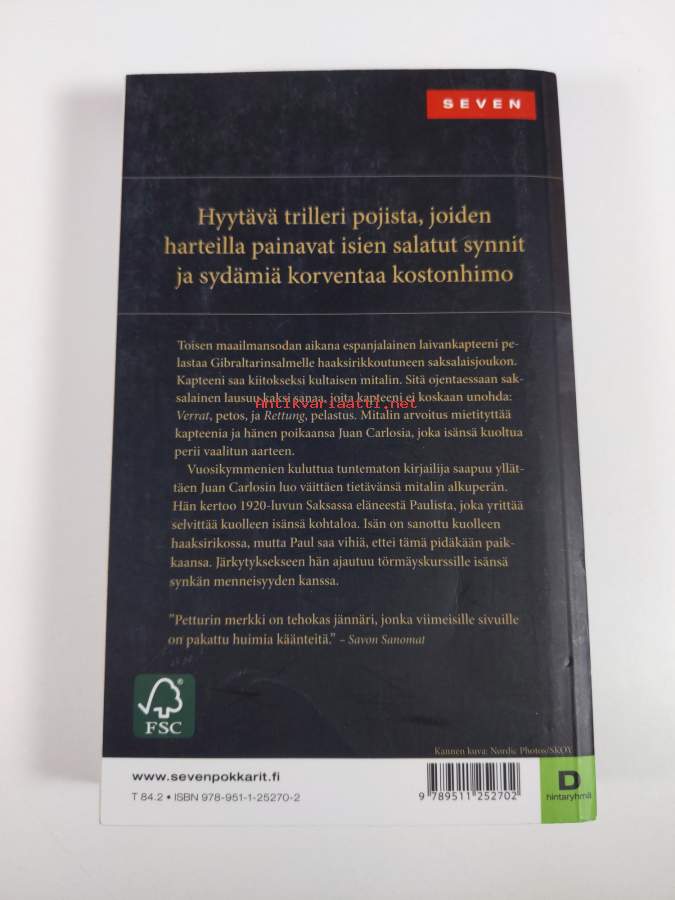 SEVEN
Hyytävä trilleri pojista, joiden
harteilla painavat isien salatut synnit
ja sydämiä korventaa kostonhimo
Toisen maailmansodan aikana espanjalainen laivankapteeni pe-
lastaa Gibraltarinsalmelle haaksirikkoutuneen saksalaisjoukon.
Kapteeni saa kiitokseksi kultaisen mitalin. Sitä ojentaessaan sak-
salainen lausuu kaksi sanaa, joita kapteeni ei koskaan unohda:
Antikvariaatti.net
Verrat, petos, ja Rettung, pelastus. Mitalin arvoitus mietityttää
kapteenia ja hänen poikaansa Juan Carlosia, joka isänsä kuoltua
perii vaalitun aarteen.
Vuosikymmenien kuluttua tuntematon kirjailija saapuu yllät-
täen Juan Carlosin luo väittäen tietävänsä mitalin alkuperän.
Hän kertoo 1920-luvun Saksassa eläneestä Paulista, joka yrittää
selvittää kuolleen isänsä kohtaloa. Isän on sanottu kuolleen
haaksirikossa, mutta Paul saa vihiä, ettei tämä pidäkään paik-
kaansa. Järkytyksekseen hän ajautuu törmäyskurssille isänsä
synkän menneisyyden kanssa.
”Petturin merkki on tehokas jännäri, jonka viimeisille sivuille
on pakattu huimia käänteitä.” – Savon Sanomat
FSC
Kannen kuva: Nordic Photos/SKOY
www.sevenpokkarit.fi
T 84.2 • ISBN 978-951-1-25270-2
9 789511 252702
D
hintaryhmä